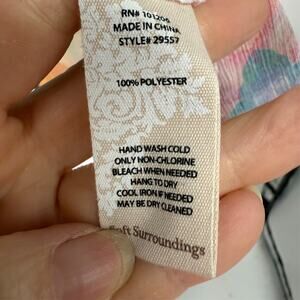 RN# 101206
MADE IN CHINA
STYLE# 29557
100% POLYESTER
HAND WASH COLD
ONLY NON-CHLORINE
BLEACH WHEN NEEDED
HANG TO DRY
COOL IRON IF NEEDED
MAY BE DRY CLEANED
Soft Surroundings